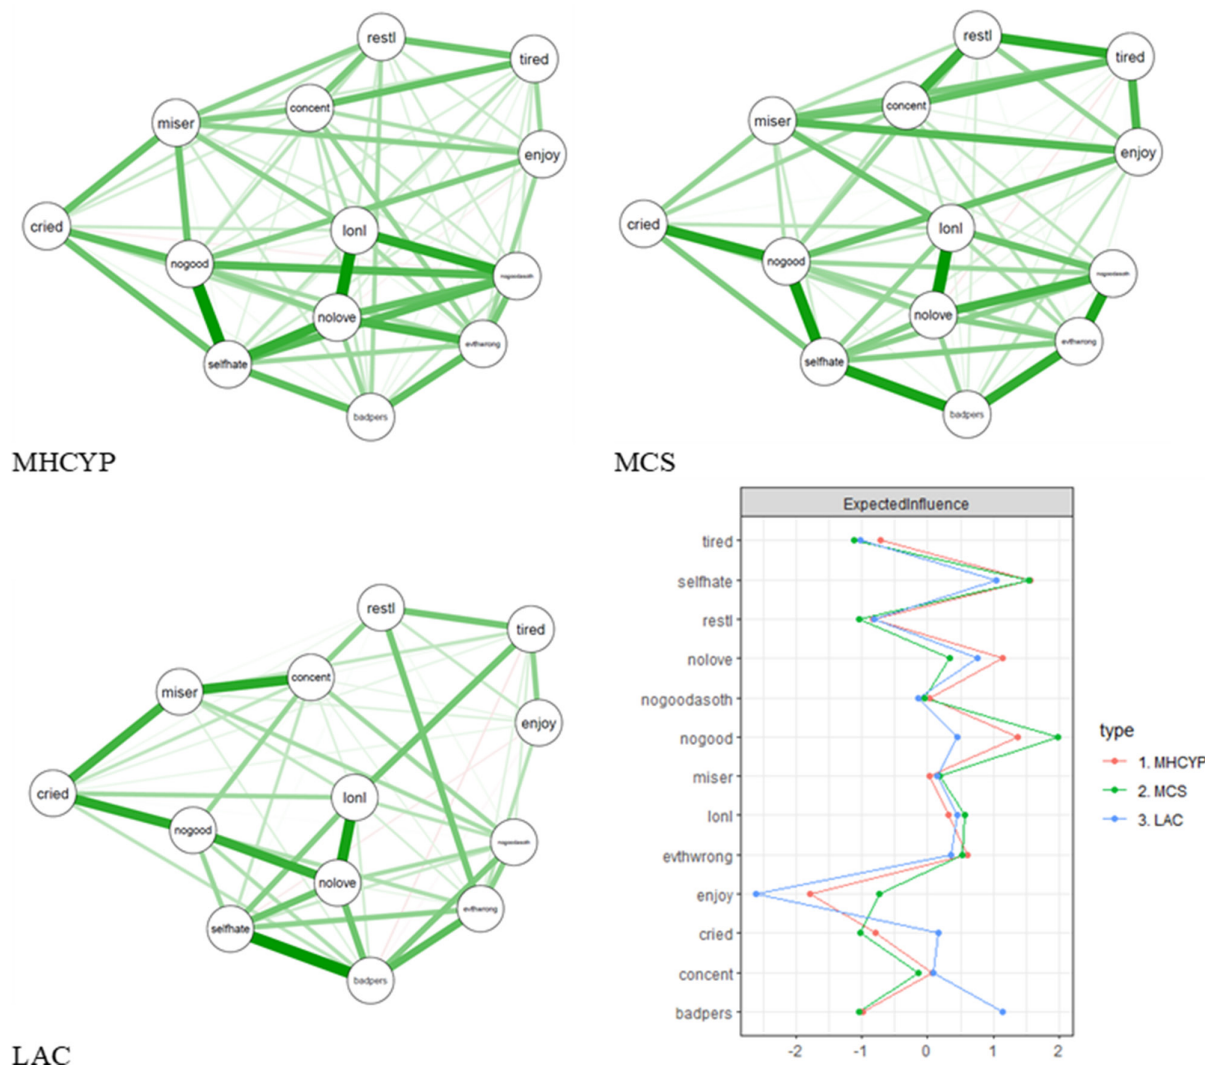 restl
tired
concent
miser
enjoy
cried
lonl
nogood
nogoodasoth
nolove
evthwrong
selfhate
badpers
MHCYP
restl
tired
concent
miser
enjoy
cried
lonl
nogood
nogoodasoth
nolove
evthwrong
selfhate
badpers
MCS
restl
tired
concent
miser
enjoy
cried
lonl
nogood
nogoodasoth
nolove
evthwrong
selfhate
badpers
LAC
ExpectedInfluence
tired
selfhate
restl
nolove
nogoodasoth
nogood
miser
lonl
evthwrong
enjoy
cried
concent
badpers
-2 -1 0 1 2
type
1. MHCYP
2. MCS
3. LAC